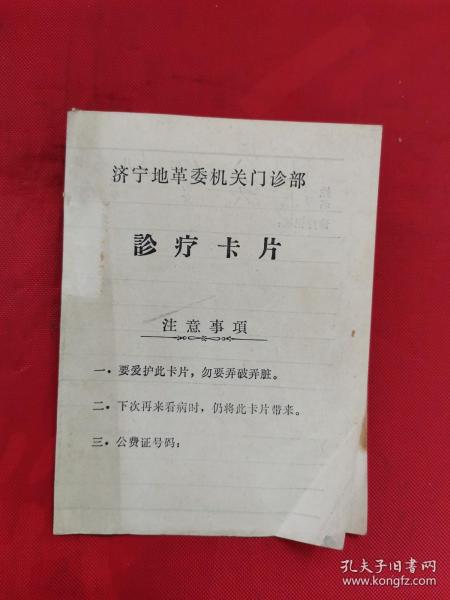 济宁地革委机关门诊部
診疗卡片
注意事項
一．要爱护此卡片，勿要弄破弄脏。
二．下次再来看病时，仍将此卡片带来。
三．公费证号码：
孔夫子旧书网
www.kongfz.com